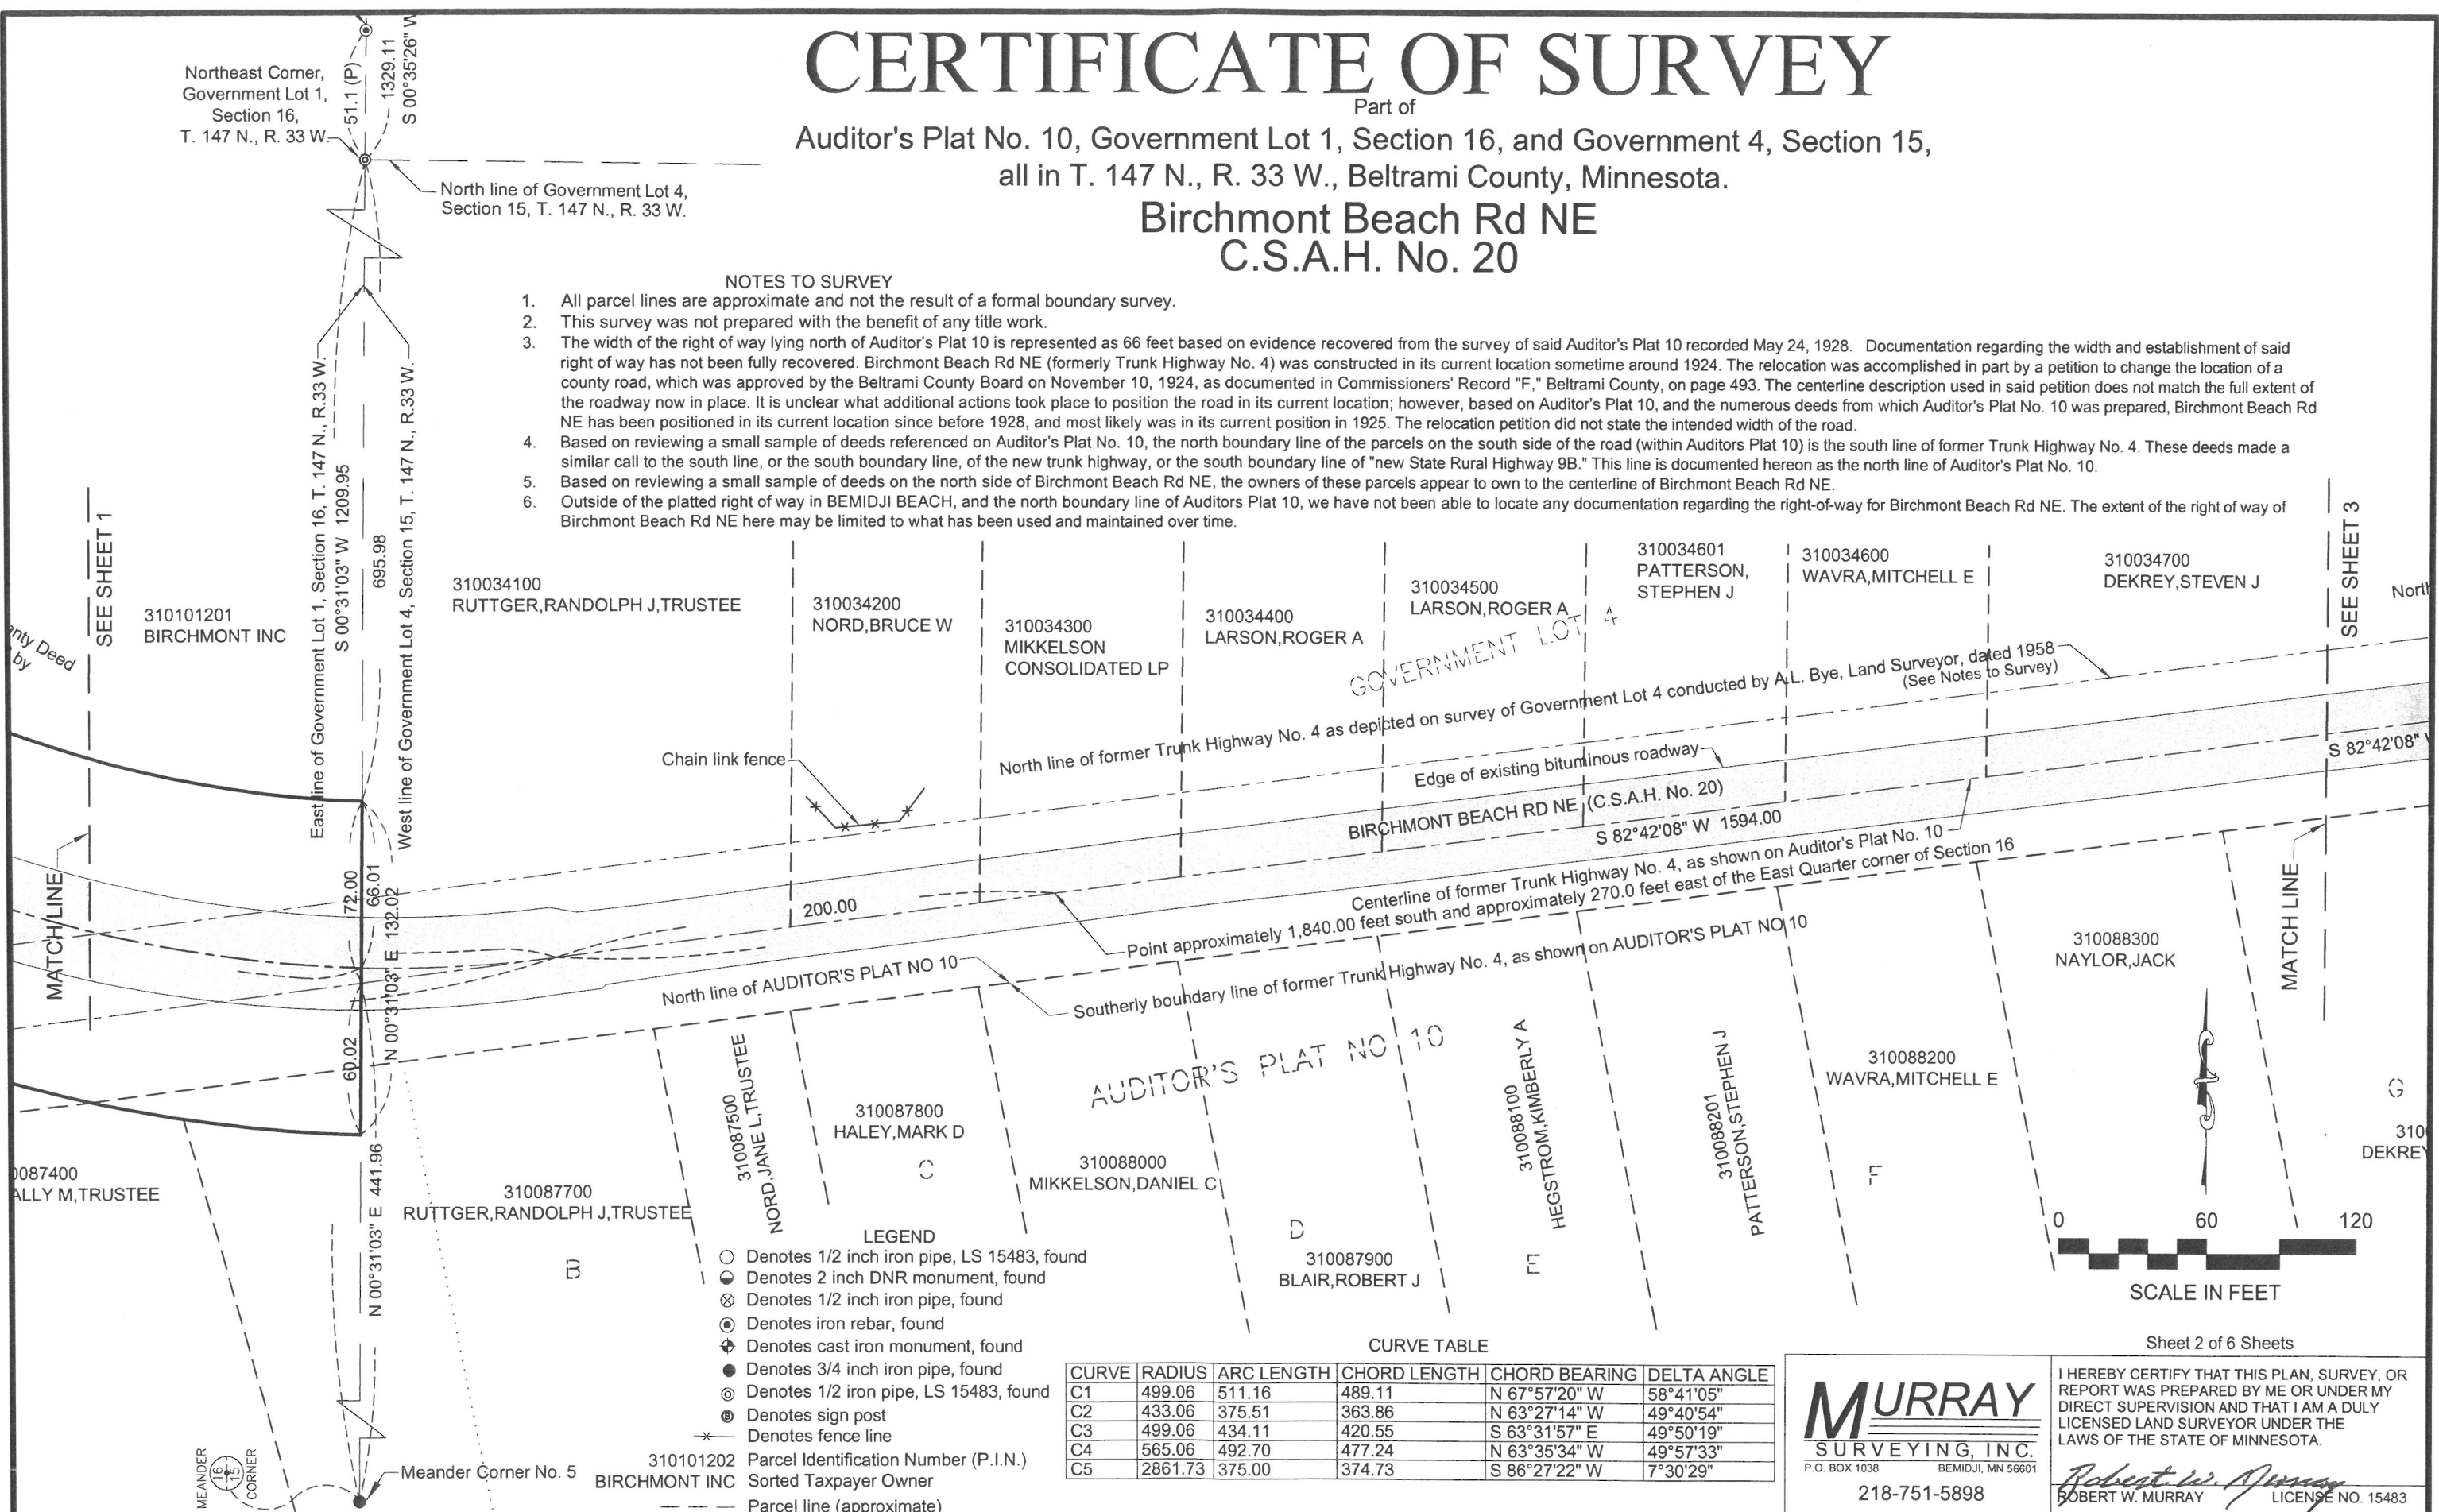 CERTIFICATE OF SURVEY
Part of
Auditor's Plat No. 10, Government Lot 1, Section 16, and Government 4, Section 15,
all in T. 147 N., R. 33 W., Beltrami County, Minnesota.
Birchmont Beach Rd NE
C.S.A.H. No. 20
Northeast Corner,
Government Lot 1,
Section 16,
T. 147 N., R. 33 W.
51.1 (P)
1329.11
S 00°35'26" W
North line of Government Lot 4,
Section 15, T. 147 N., R. 33 W.
NOTES TO SURVEY
1. All parcel lines are approximate and not the result of a formal boundary survey.
2. This survey was not prepared with the benefit of any title work.
3. The width of the right of way lying north of Auditor's Plat 10 is represented as 66 feet based on evidence recovered from the survey of said Auditor's Plat 10 recorded May 24, 1928. Documentation regarding the width and establishment of said
right of way has not been fully recovered. Birchmont Beach Rd NE (formerly Trunk Highway No. 4) was constructed in its current location sometime around 1924. The relocation was accomplished in part by a petition to change the location of a
county road, which was approved by the Beltrami County Board on November 10, 1924, as documented in Commissioners' Record "F," Beltrami County, on page 493. The centerline description used in said petition does not match the full extent of
the roadway now in place. It is unclear what additional actions took place to position the road in its current location; however, based on Auditor's Plat 10, and the numerous deeds from which Auditor's Plat No. 10 was prepared, Birchmont Beach Rd
NE has been positioned in its current location since before 1928, and most likely was in its current position in 1925. The relocation petition did not state the intended width of the road.
4. Based on reviewing a small sample of deeds referenced on Auditor's Plat No. 10, the north boundary line of the parcels on the south side of the road (within Auditors Plat 10) is the south line of former Trunk Highway No. 4. These deeds made a
similar call to the south line, or the south boundary line, of the new trunk highway, or the south boundary line of "new State Rural Highway 9B." This line is documented hereon as the north line of Auditor's Plat No. 10.
5. Based on reviewing a small sample of deeds on the north side of Birchmont Beach Rd NE, the owners of these parcels appear to own to the centerline of Birchmont Beach Rd NE.
6. Outside of the platted right of way in BEMIDJI BEACH, and the north boundary line of Auditors Plat 10, we have not been able to locate any documentation regarding the right-of-way for Birchmont Beach Rd NE. The extent of the right of way of
Birchmont Beach Rd NE here may be limited to what has been used and maintained over time.
SEE SHEET 1
MATCH LINE
East line of Government Lot 1, Section 16, T. 147 N., R.33 W.
S 00°31'03" W 1209.95
695.98
West line of Government Lot 4, Section 15, T. 147 N., R.33 W.
nty Deed
by
310101201
BIRCHMONT INC
310034100
RUTTGER,RANDOLPH J,TRUSTEE
310034200
NORD,BRUCE W
310034300
MIKKELSON
CONSOLIDATED LP
310034400
LARSON,ROGER A
310034500
LARSON,ROGER A
310034601
PATTERSON,
STEPHEN J
310034600
WAVRA,MITCHELL E
310034700
DEKREY,STEVEN J
SEE SHEET 3
North
GOVERNMENT LOT 4
North line of former Trunk Highway No. 4 as depicted on survey of Government Lot 4 conducted by A.L. Bye, Land Surveyor, dated 1958
(See Notes to Survey)
Chain link fence
Edge of existing bituminous roadway
BIRCHMONT BEACH RD NE (C.S.A.H. No. 20)
S 82°42'08" W 1594.00
S 82°42'08" W
Centerline of former Trunk Highway No. 4, as shown on Auditor's Plat No. 10
Point approximately 1,840.00 feet south and approximately 270.0 feet east of the East Quarter corner of Section 16
200.00
72.00
66.01
N 00°31'03" E 132.02
60.02
North line of AUDITOR'S PLAT NO 10
Southerly boundary line of former Trunk Highway No. 4, as shown on AUDITOR'S PLAT NO 10
AUDITOR'S PLAT NO 10
MATCH LINE
310088300
NAYLOR,JACK
0087400
ALLY M,TRUSTEE
N 00°31'03" E 441.96
310087700
RUTTGER,RANDOLPH J,TRUSTEE
B
310087500
NORD,JANE L,TRUSTEE
310087800
HALEY,MARK D
C
310088000
MIKKELSON,DANIEL C
D
310087900
BLAIR,ROBERT J
310088100
HEGSTROM,KIMBERLY A
E
310088201
PATTERSON,STEPHEN J
310088200
WAVRA,MITCHELL E
F
G
310
DEKREY
0 60 120
SCALE IN FEET
LEGEND
Denotes 1/2 inch iron pipe, LS 15483, found
Denotes 2 inch DNR monument, found
Denotes 1/2 inch iron pipe, found
Denotes iron rebar, found
Denotes cast iron monument, found
Denotes 3/4 inch iron pipe, found
Denotes 1/2 iron pipe, LS 15483, found
Denotes sign post
Denotes fence line
310101202 Parcel Identification Number (P.I.N.)
BIRCHMONT INC Sorted Taxpayer Owner
Parcel line (approximate)
MEANDER
16
15
CORNER
Meander Corner No. 5
CURVE TABLE
CURVE RADIUS ARC LENGTH CHORD LENGTH CHORD BEARING DELTA ANGLE
C1 499.06 511.16 489.11 N 67°57'20" W 58°41'05"
C2 433.06 375.51 363.86 N 63°27'14" W 49°40'54"
C3 499.06 434.11 420.55 S 63°31'57" E 49°50'19"
C4 565.06 492.70 477.24 N 63°35'34" W 49°57'33"
C5 2861.73 375.00 374.73 S 86°27'22" W 7°30'29"
MURRAY
SURVEYING, INC.
P.O. BOX 1038 BEMIDJI, MN 56601
218-751-5898
Sheet 2 of 6 Sheets
I HEREBY CERTIFY THAT THIS PLAN, SURVEY, OR
REPORT WAS PREPARED BY ME OR UNDER MY
DIRECT SUPERVISION AND THAT I AM A DULY
LICENSED LAND SURVEYOR UNDER THE
LAWS OF THE STATE OF MINNESOTA.
Robert W. Murray
ROBERT W. MURRAY LICENSE NO. 15483